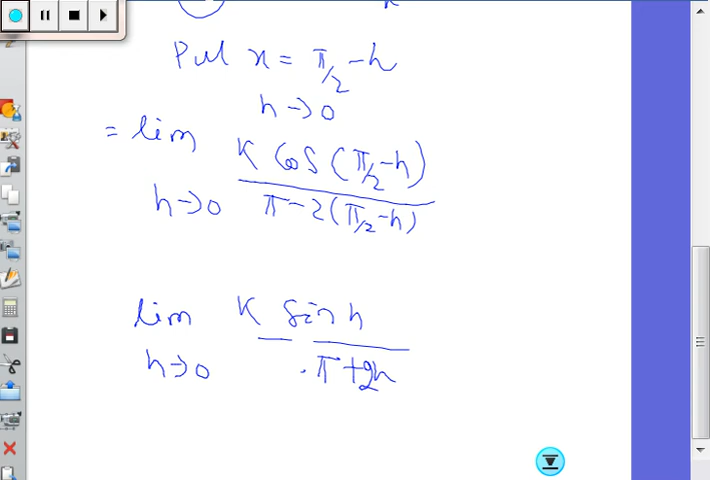 Put x = π/2 - h
h → 0
= lim h→0 K Cos (π/2 - h) / π - 2(π/2 - h)
lim h→0 K Sin h / π + 2h